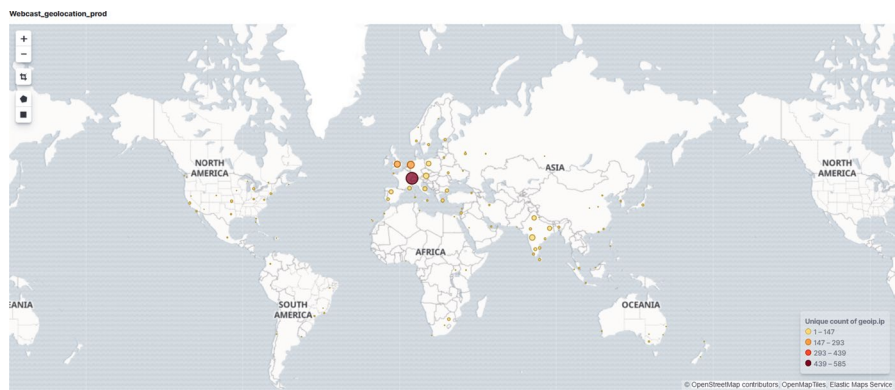 Webcast_geolocation_prod
NORTH
AMERICA
ASIA
NORTH
AMERICA
AFRICA
EANIA
SOUTH
AMERICA
OCEANIA
Unique count of geoip.ip
1 – 147
147 – 293
293 – 439
439 – 585
© OpenStreetMap contributors, OpenMapTiles, Elastic Maps Service